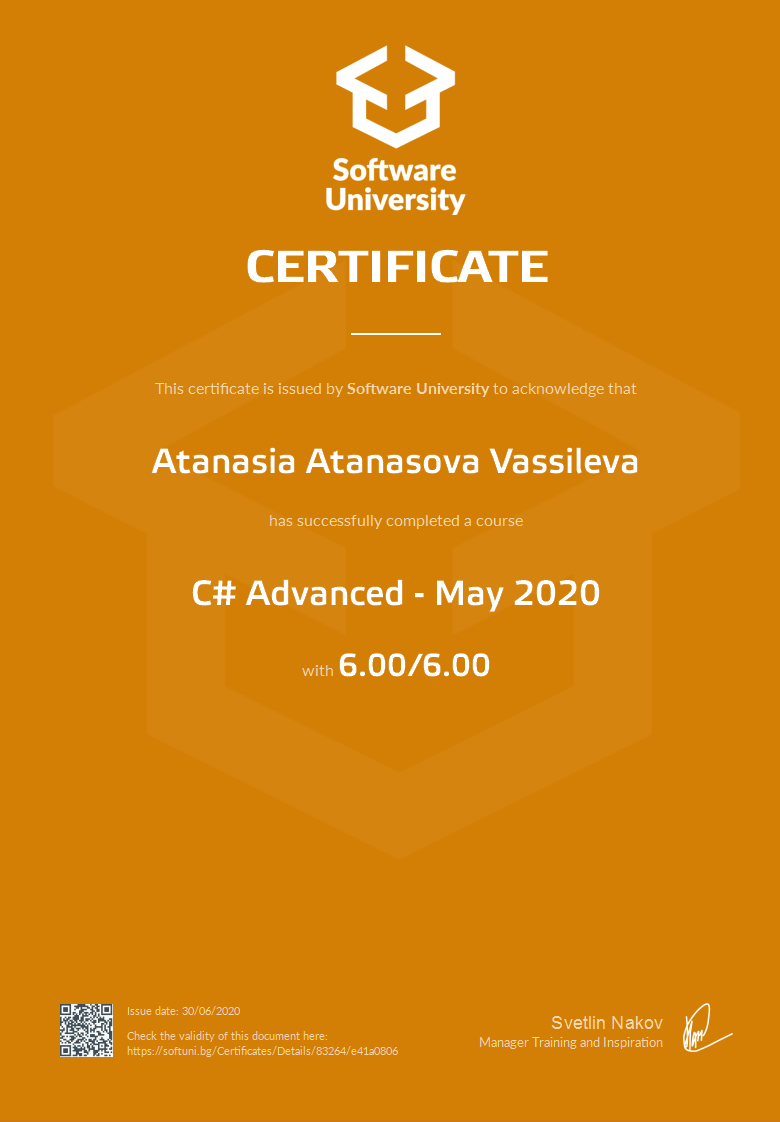 Software
University
CERTIFICATE
This certificate is issued by Software University to acknowledge that
Atanasia Atanasova Vassileva
has successfully completed a course
C# Advanced - May 2020
with 6.00/6.00
Issue date: 30/06/2020
Check the validity of this document here:
https://softuni.bg/Certificates/Details/83264/e41a0806
Svetlin Nakov
Manager Training and Inspiration